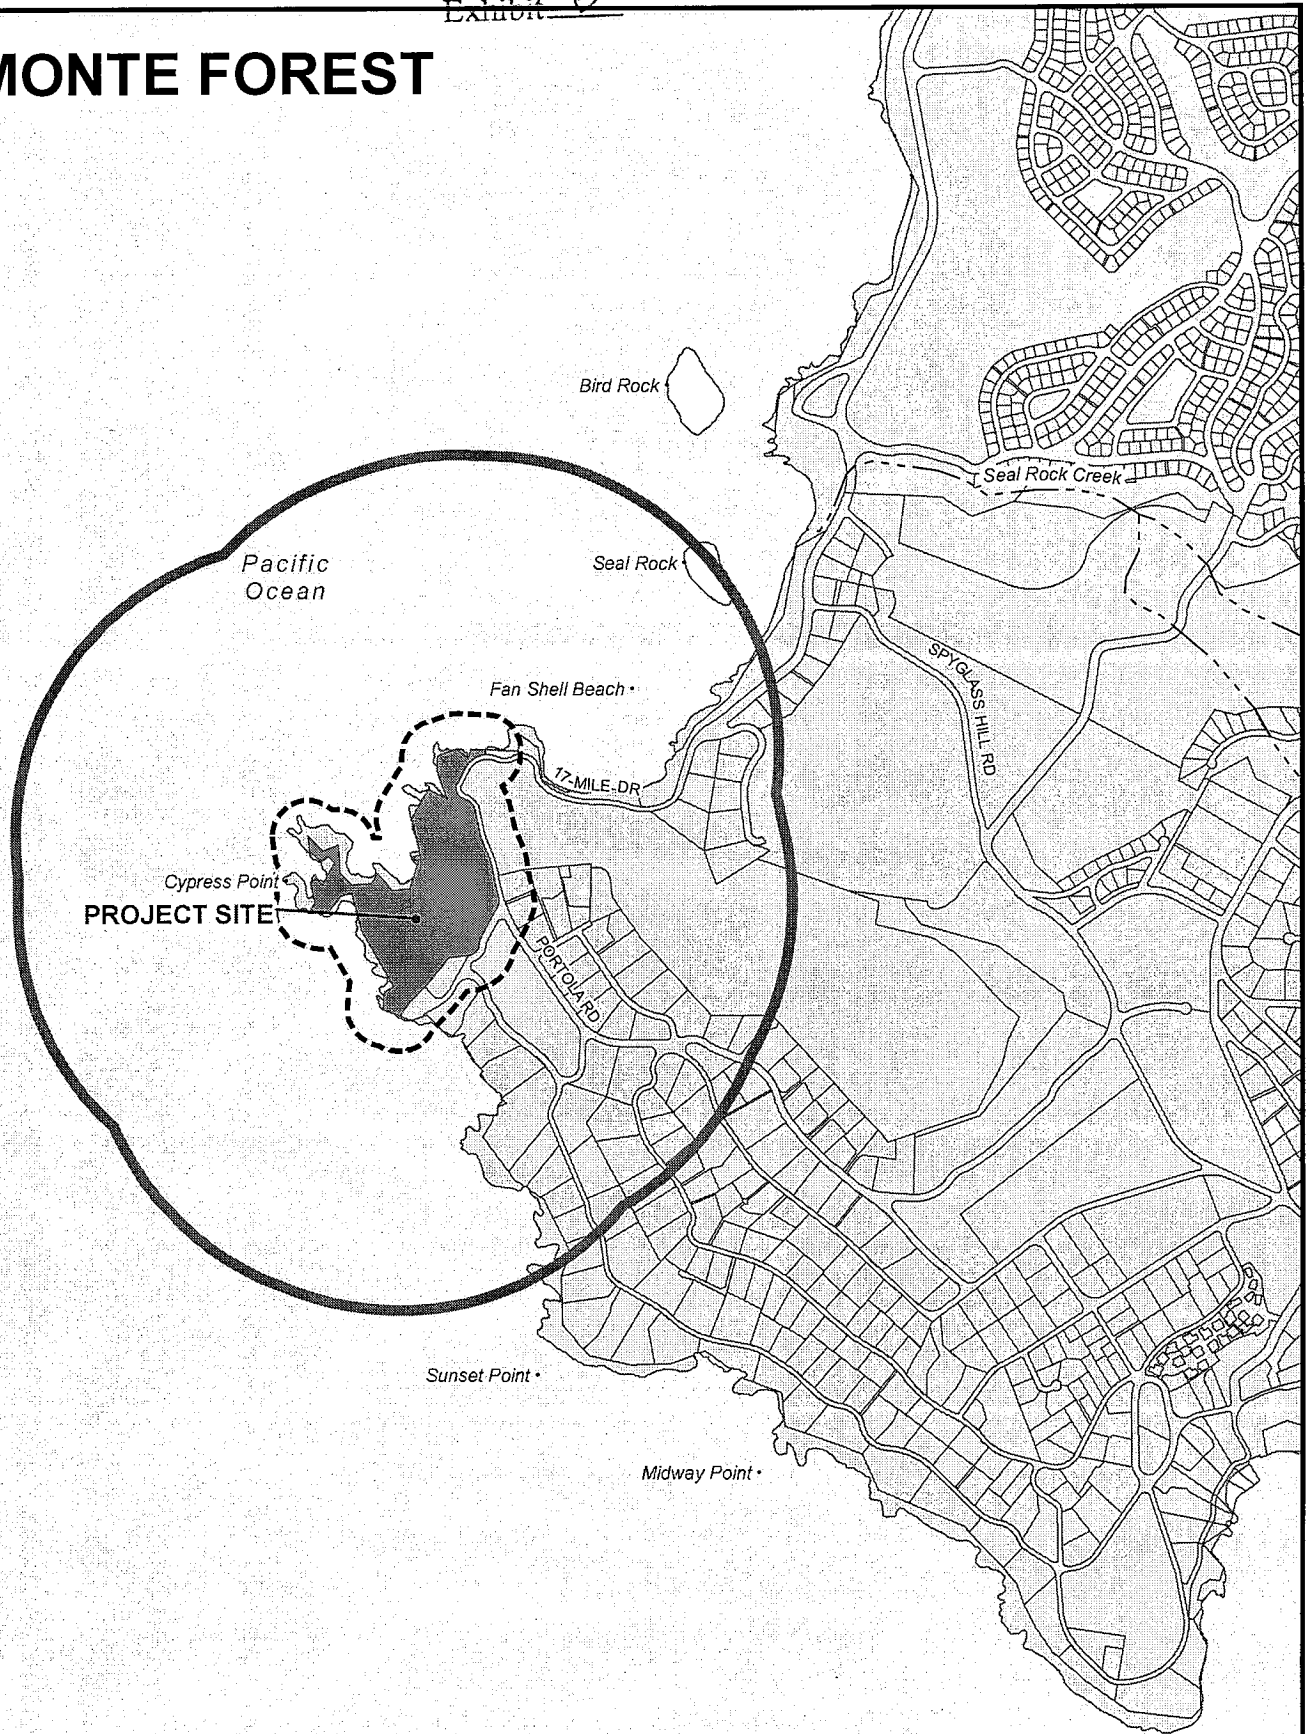 Exhibit
MONTE FOREST
Bird Rock
Seal Rock Creek
Pacific
Ocean
Seal Rock
SPYGLASS HILL RD
Fan Shell Beach
17-MILE-DR
Cypress Point
PROJECT SITE
PORTOLA RD
Sunset Point
Midway Point